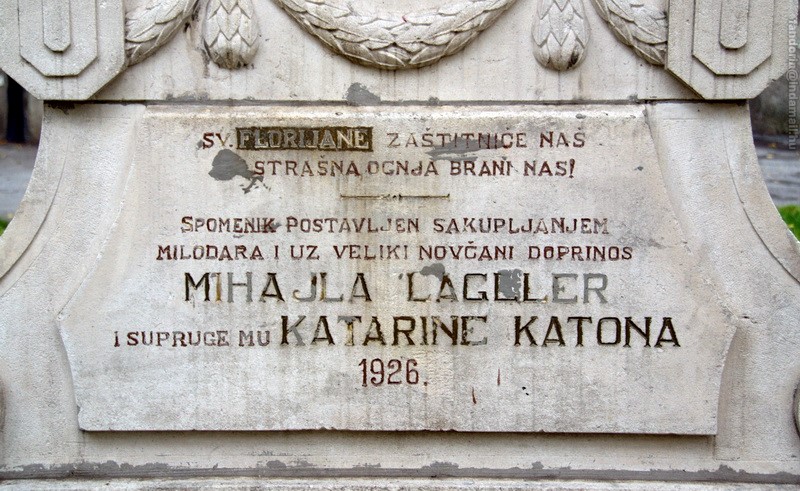 SV. FLORIJANE ZAŠTITNIČE NAŠ
STRAŠNA OGNJA BRANI NAS!
SPOMENIK POSTAVLJEN SAKUPLJANJEM
MILODARA I UZ VELIKI NOVČANI DOPRINOS
MIHAJLA
I SUPRUGE MU KATARINE KATONA
1926.